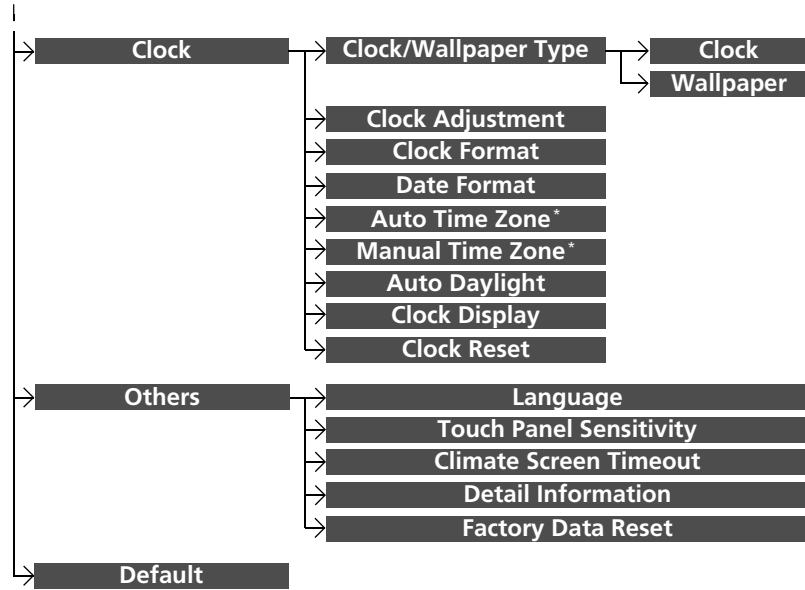 Clock
Clock/Wallpaper Type
Clock
Wallpaper
Clock Adjustment
Clock Format
Date Format
Auto Time Zone*
Manual Time Zone*
Auto Daylight
Clock Display
Clock Reset
Others
Language
Touch Panel Sensitivity
Climate Screen Timeout
Detail Information
Factory Data Reset
Default